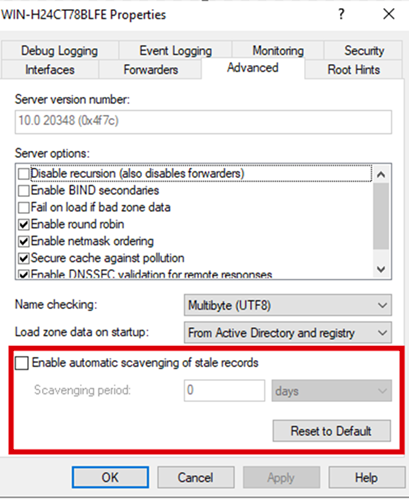 WIN-H24CT78BLFE Properties ? ×
Debug Logging Event Logging Monitoring Security
Interfaces Forwarders Advanced Root Hints
Server version number:
10.0 20348 (0x4f7c)
Server options:
Disable recursion (also disables forwarders)
Enable BIND secondaries
Fail on load if bad zone data
Enable round robin
Enable netmask ordering
Secure cache against pollution
Enable DNSSEC validation for remote responses
Name checking: Multibyte (UTF8)
Load zone data on startup: From Active Directory and registry
Enable automatic scavenging of stale records
Scavenging period: 0 days
Reset to Default
OK Cancel Apply Help